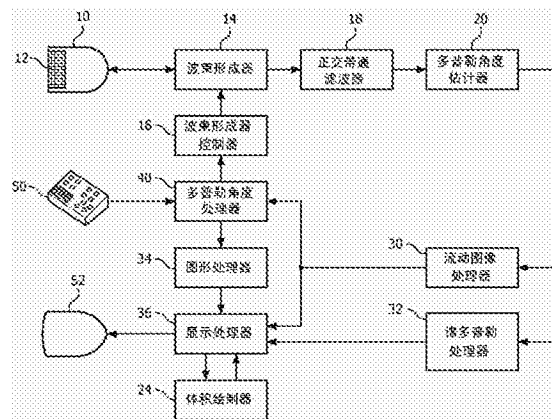 10
12
14
波束形成器
18
正交带通
滤波器
20
多普勒角度
估计器
16
波束形成器
控制器
50
40
多普勒角度
处理器
34
图形处理器
30
流动图像
处理器
52
36
显示处理器
32
谱多普勒
处理器
24
体积绘制器